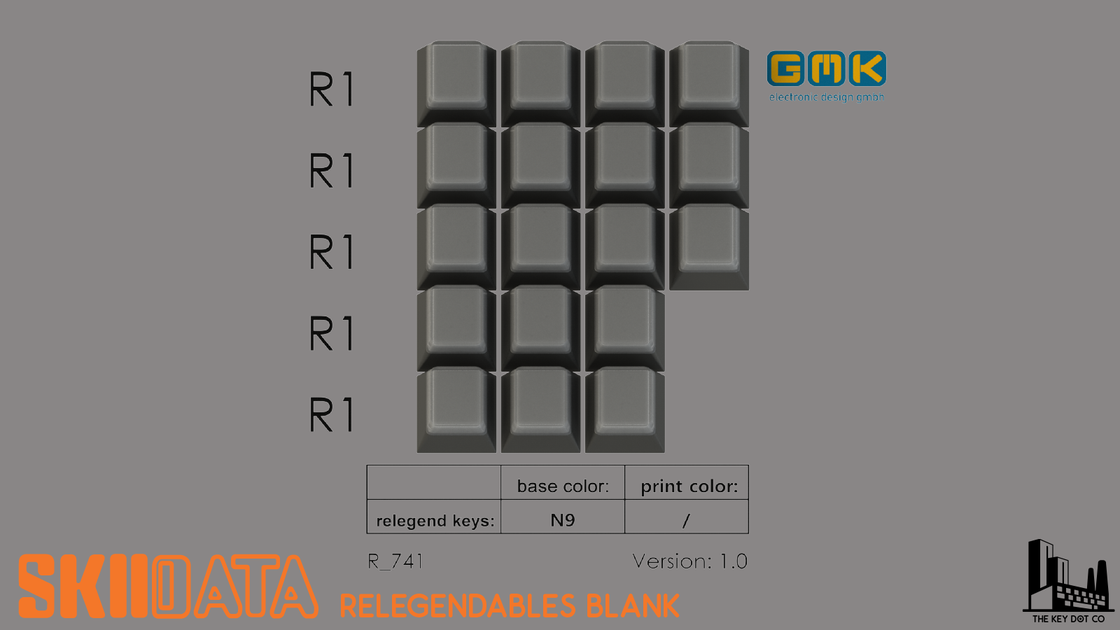 R1
GMK
electronic design gmbh
R1
R1
R1
R1
base color: print color:
relegend keys: N9 /
R_741 Version: 1.0
SKIIDATA RELEGENDABLES BLANK
THE KEY DOT CO